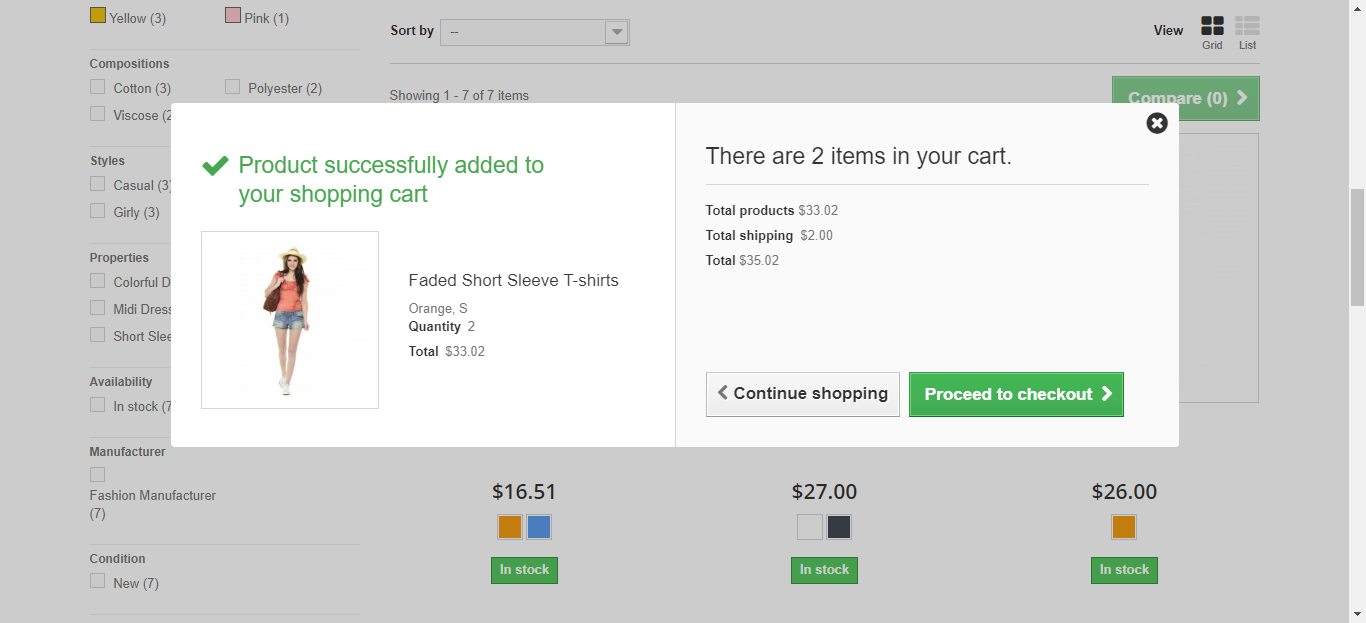 Yellow (3)
Pink (1)
Compositions
Cotton (3)
Polyester (2)
Viscose (2
Styles
Casual (3)
Girly (3)
Properties
Colorful D
Midi Dress
Short Slee
Availability
In stock (7
Manufacturer
Fashion Manufacturer
(7)
Condition
New (7)
Sort by
--
View
Grid
List
Showing 1 - 7 of 7 items
Compare (0)
Product successfully added to
your shopping cart
Faded Short Sleeve T-shirts
Orange, S
Quantity 2
Total $33.02
There are 2 items in your cart.
Total products $33.02
Total shipping $2.00
Total $35.02
Continue shopping
Proceed to checkout
$16.51
$27.00
$26.00
In stock
In stock
In stock